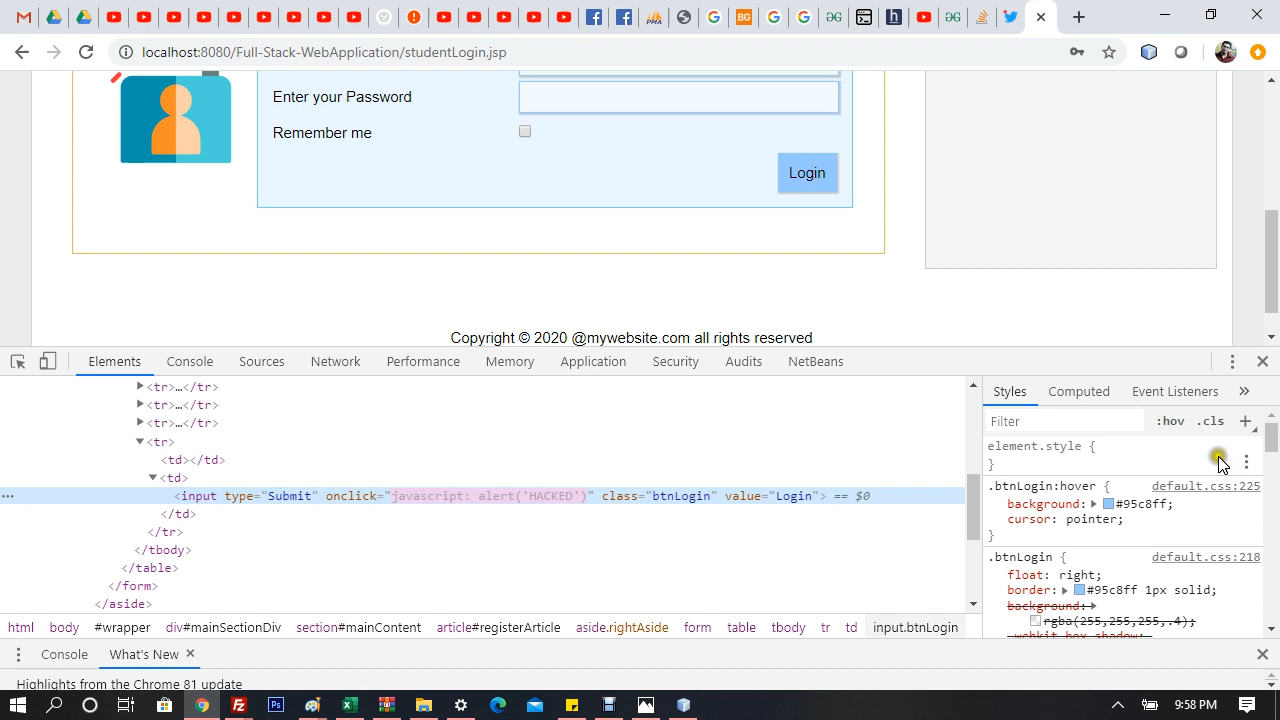 localhost:8080/Full-Stack-WebApplication/studentLogin.jsp
Enter your Password
Remember me
Login
Copyright © 2020 @mywebsite.com all rights reserved
Elements Console Sources Network Performance Memory Application Security Audits NetBeans
<tr>…</tr>
<tr>…</tr>
<tr>…</tr>
<tr>
<td></td>
<td>
<input type="Submit" onclick="javascript: alert('HACKED')" class="btnLogin" value="Login"> == $0
</td>
</tr>
</tbody>
</table>
</form>
</aside>
html body #wrapper div#mainSectionDiv section#mainContent article#registerArticle aside.rightAside form table tbody tr td input.btnLogin
Styles Computed Event Listeners »
Filter :hov .cls +
element.style {
}
.btnLogin:hover { default.css:225
background: #95c8ff;
cursor: pointer;
}
.btnLogin { default.css:218
float: right;
border: #95c8ff 1px solid;
background:
rgba(255,255,255,.4);
-webkit-box-shadow:
Console What's New
Highlights from the Chrome 81 update
9:58 PM